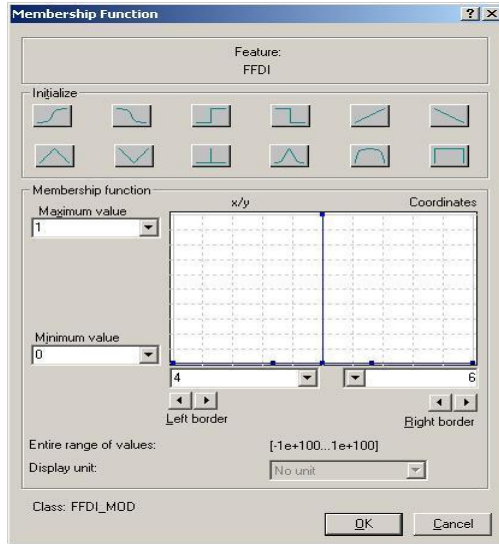 Membership Function
Feature:
FFDI
Initialize
Membership function
x/y
Coordinates
Maximum value
1
Minimum value
0
4
6
Left border
Right border
Entire range of values:
[-1e+100...1e+100]
Display unit:
No unit
Class: FFDI_MOD
OK
Cancel